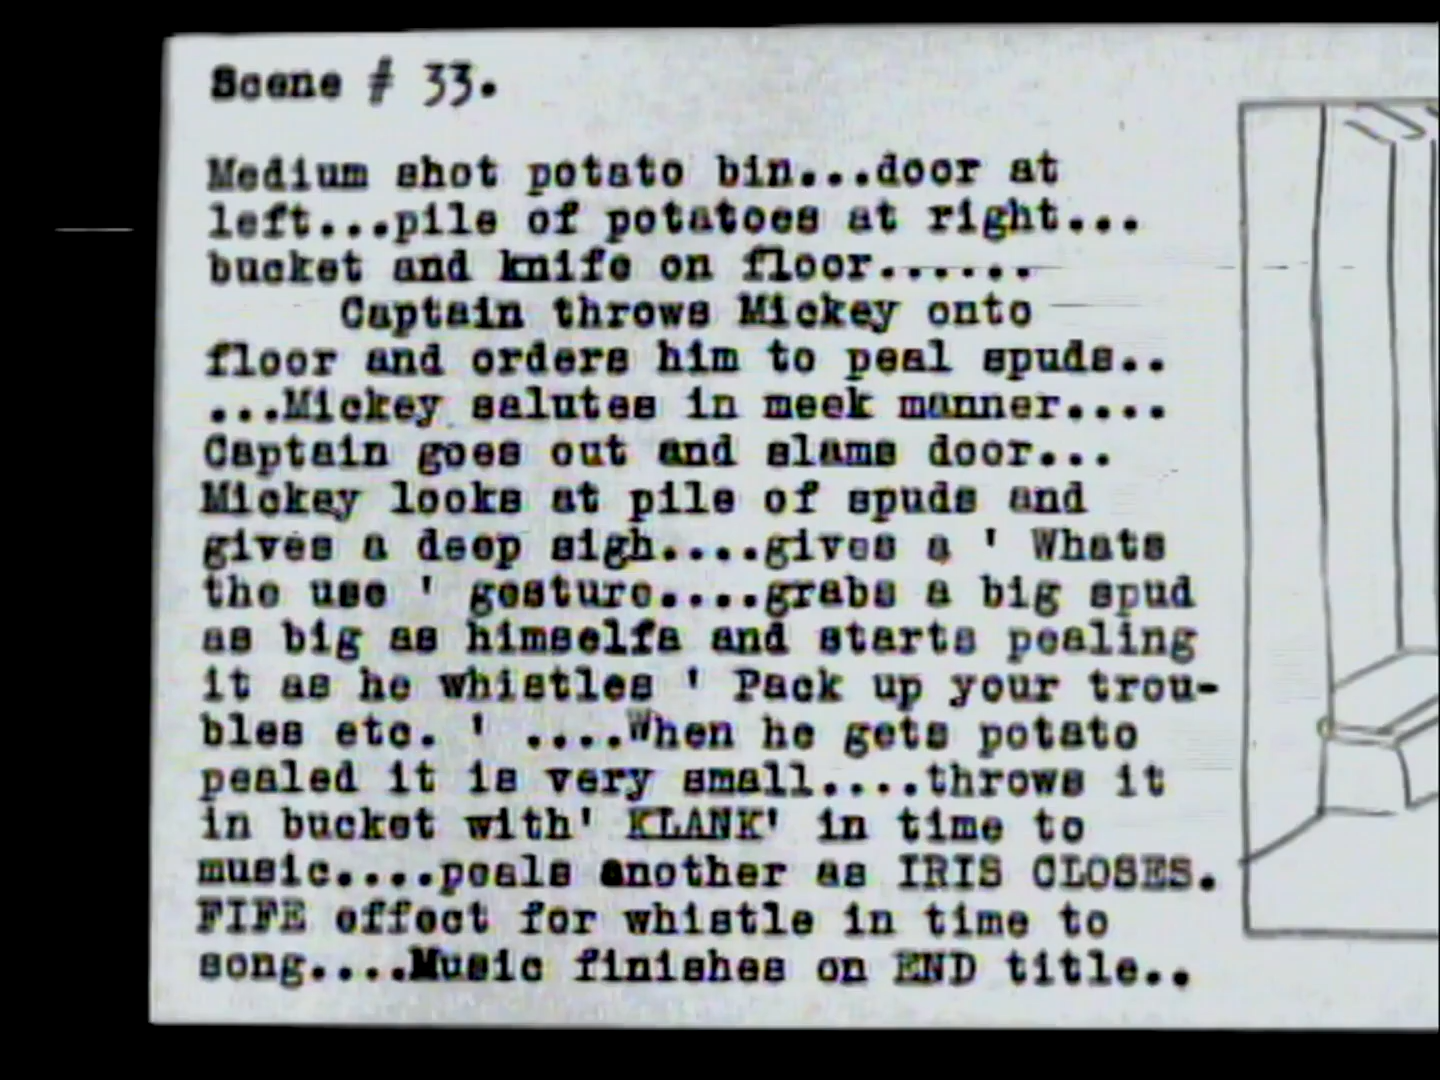 Scene # 33.
Medium shot potato bin...door at
left...pile of potatoes at right...
bucket and knife on floor......
Captain throws Mickey onto
floor and orders him to peal spuds..
...Mickey salutes in meek manner....
Captain goes out and slams door...
Mickey looks at pile of spuds and
gives a deep sigh....gives a ' Whats
the use ' gesture....grabs a big spud
as big as himselfa and starts pealing
it as he whistles ' Pack up your trou-
bles etc. ' ....When he gets potato
pealed it is very small....throws it
in bucket with' KLANK' in time to
music....peals another as IRIS CLOSES.
FIFE effect for whistle in time to
song....Music finishes on END title..